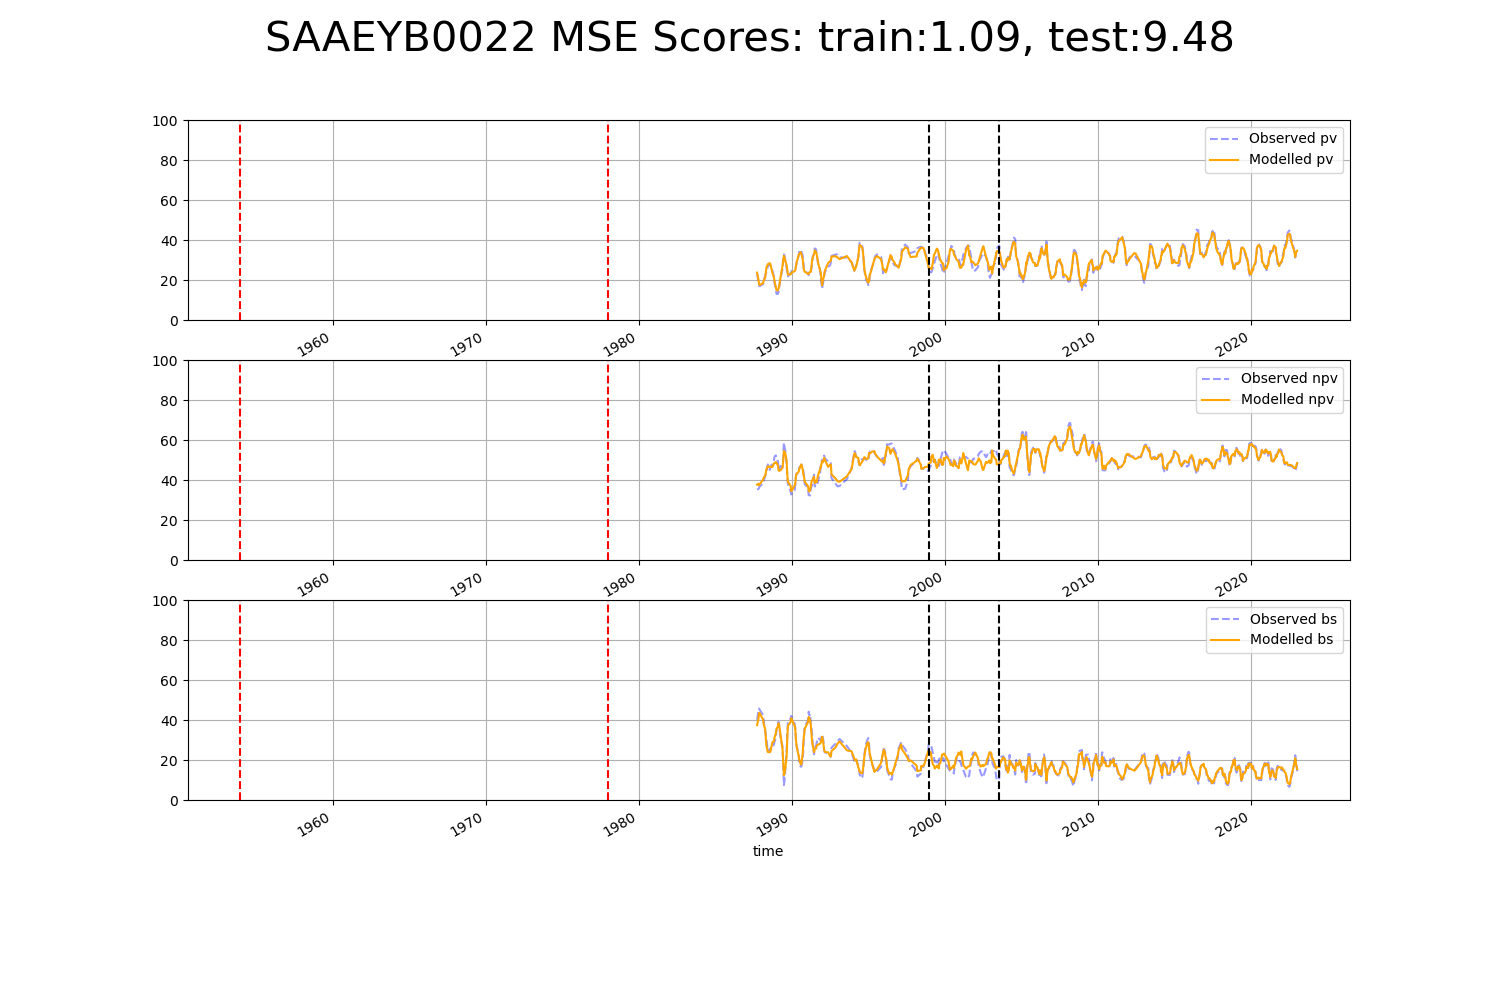 SAAEYB0022 MSE Scores: train:1.09, test:9.48
100
80
60
40
20
0
Observed pv
Modelled pv
1960 1970 1980 1990 2000 2010 2020
100
80
60
40
20
0
Observed npv
Modelled npv
1960 1970 1980 1990 2000 2010 2020
100
80
60
40
20
0
Observed bs
Modelled bs
1960 1970 1980 1990 2000 2010 2020
time